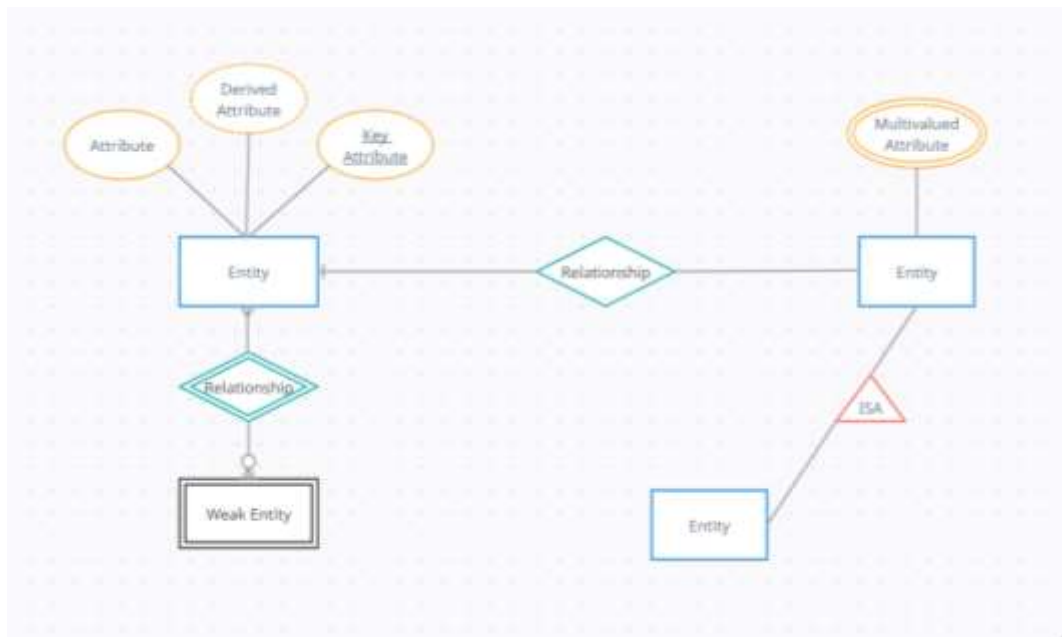 Derived
Attribute
Attribute
Key
Attribute
Multivalued
Attribute
Entity
Relationship
Entity
Relationship
ISA
Weak Entity
Entity